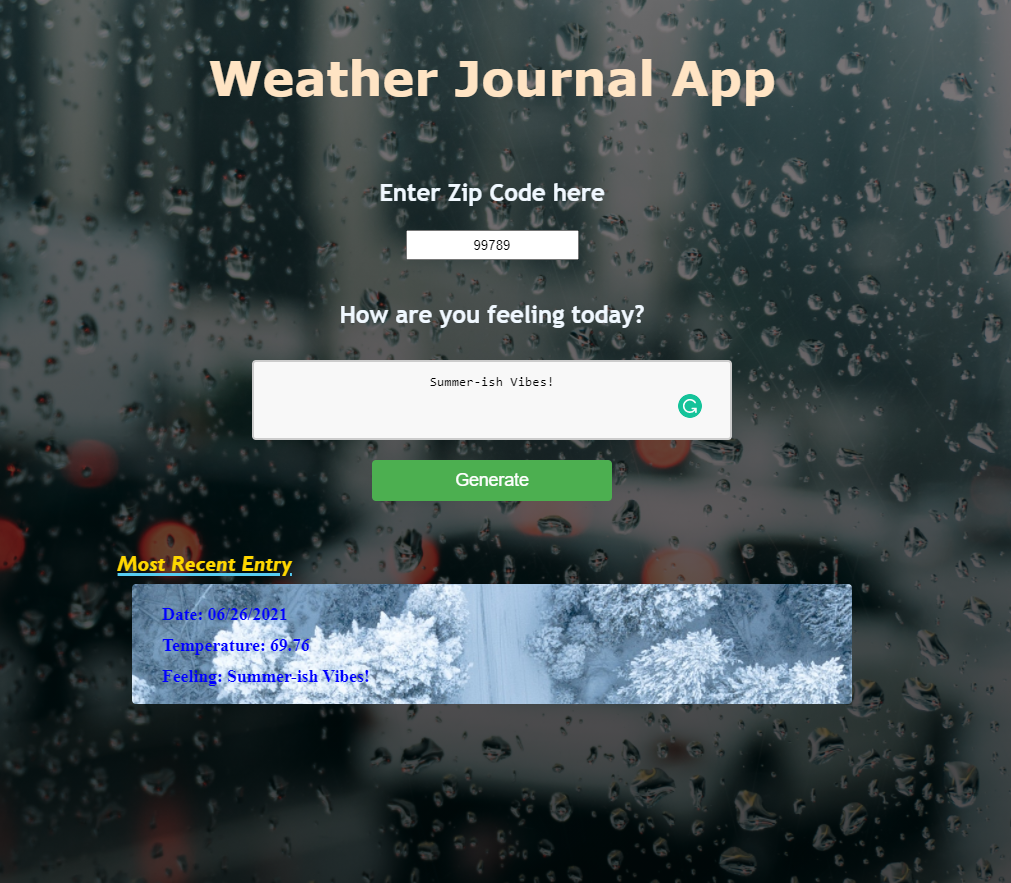 Weather Journal App
Enter Zip Code here
99789
How are you feeling today?
Summer-ish Vibes!
Generate
Most Recent Entry
Date: 06/26/2021
Temperature: 69.76
Feeling: Summer-ish Vibes!